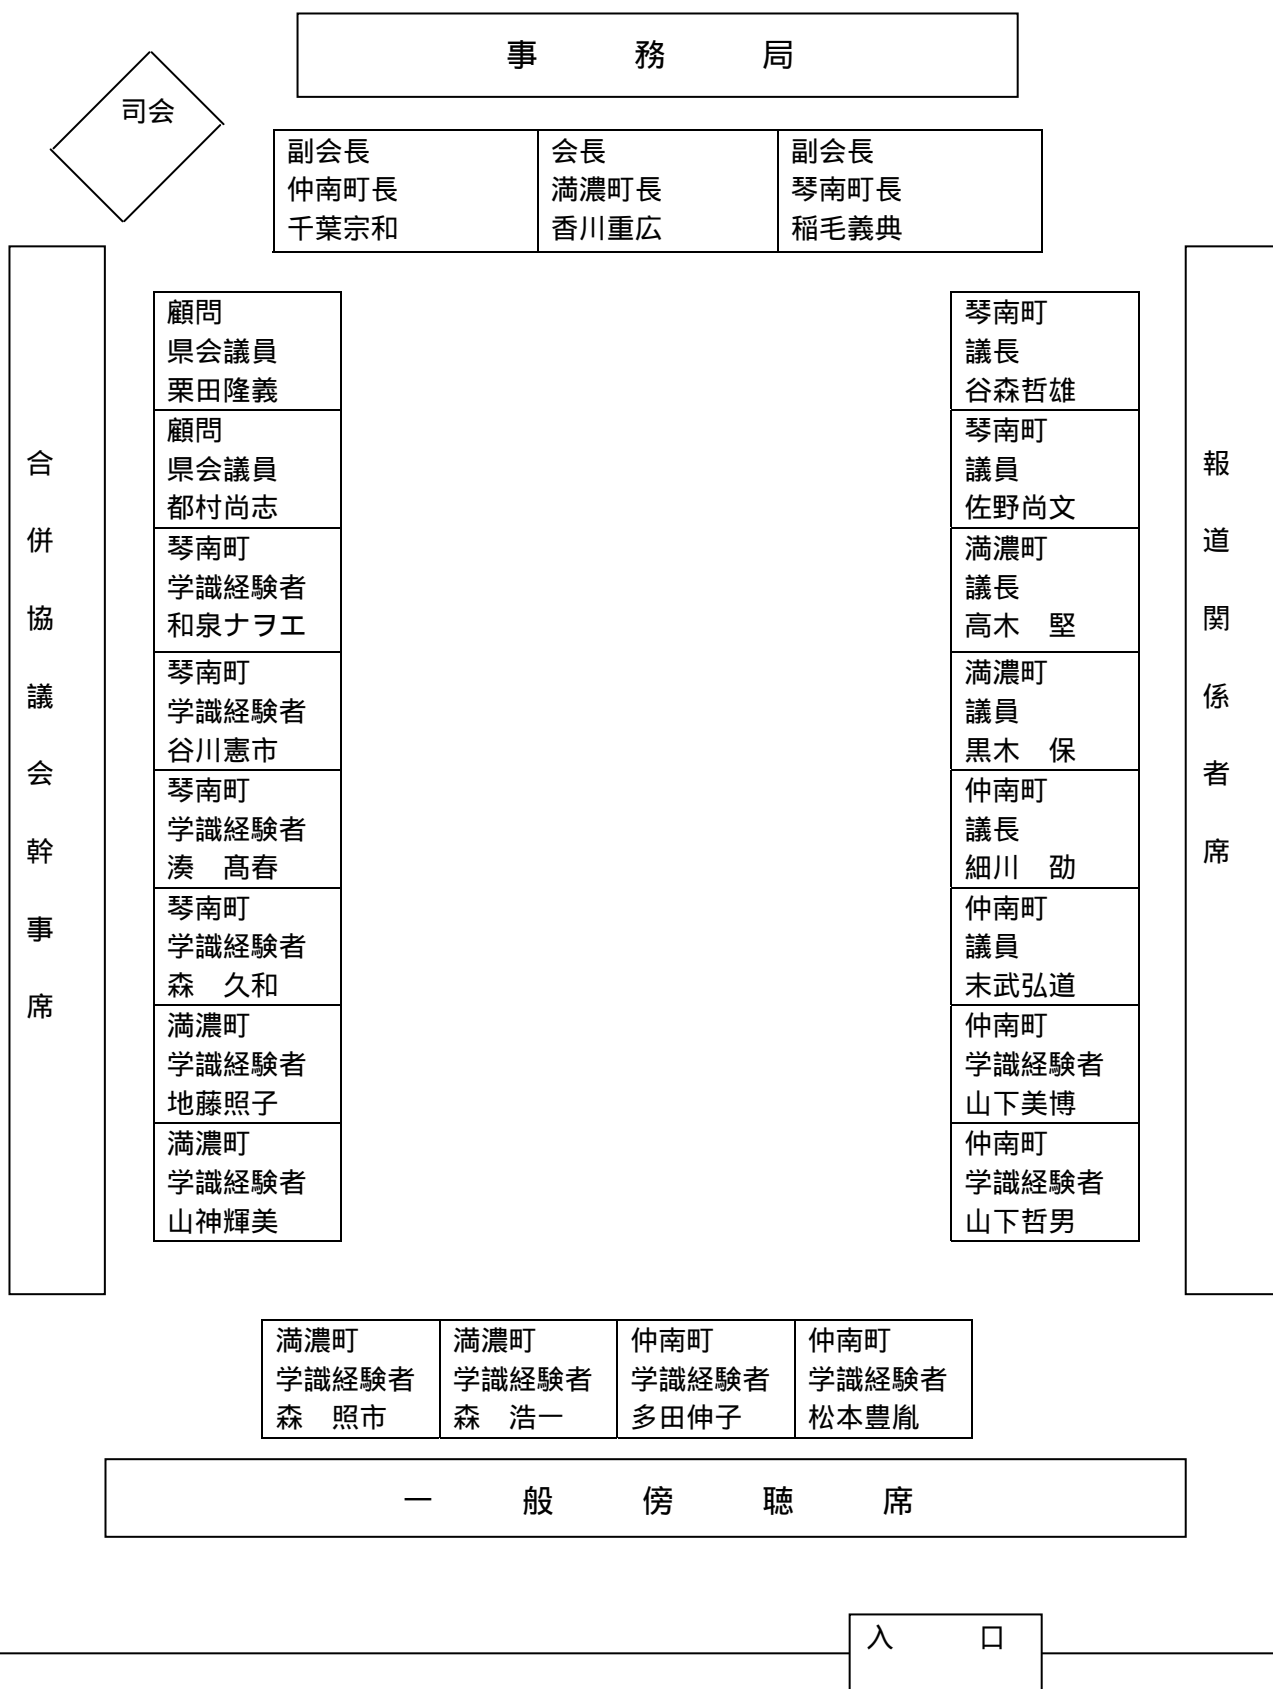 事務局
司会
副会長
仲南町長
千葉宗和
会長
満濃町長
香川重広
副会長
琴南町長
稲毛義典
合併協議会幹事席
顧問
県会議員
栗田隆義
顧問
県会議員
都村尚志
琴南町
学識経験者
和泉ナヲエ
琴南町
学識経験者
谷川憲市
琴南町
学識経験者
湊　髙春
琴南町
学識経験者
森　久和
満濃町
学識経験者
地藤照子
満濃町
学識経験者
山神輝美
琴南町
議長
谷森哲雄
琴南町
議員
佐野尚文
満濃町
議長
高木　堅
満濃町
議員
黒木　保
仲南町
議長
細川　劭
仲南町
議員
末武弘道
仲南町
学識経験者
山下美博
仲南町
学識経験者
山下哲男
報道関係者席
満濃町
学識経験者
森　照市
満濃町
学識経験者
森　浩一
仲南町
学識経験者
多田伸子
仲南町
学識経験者
松本豊胤
一般傍聴席
入口